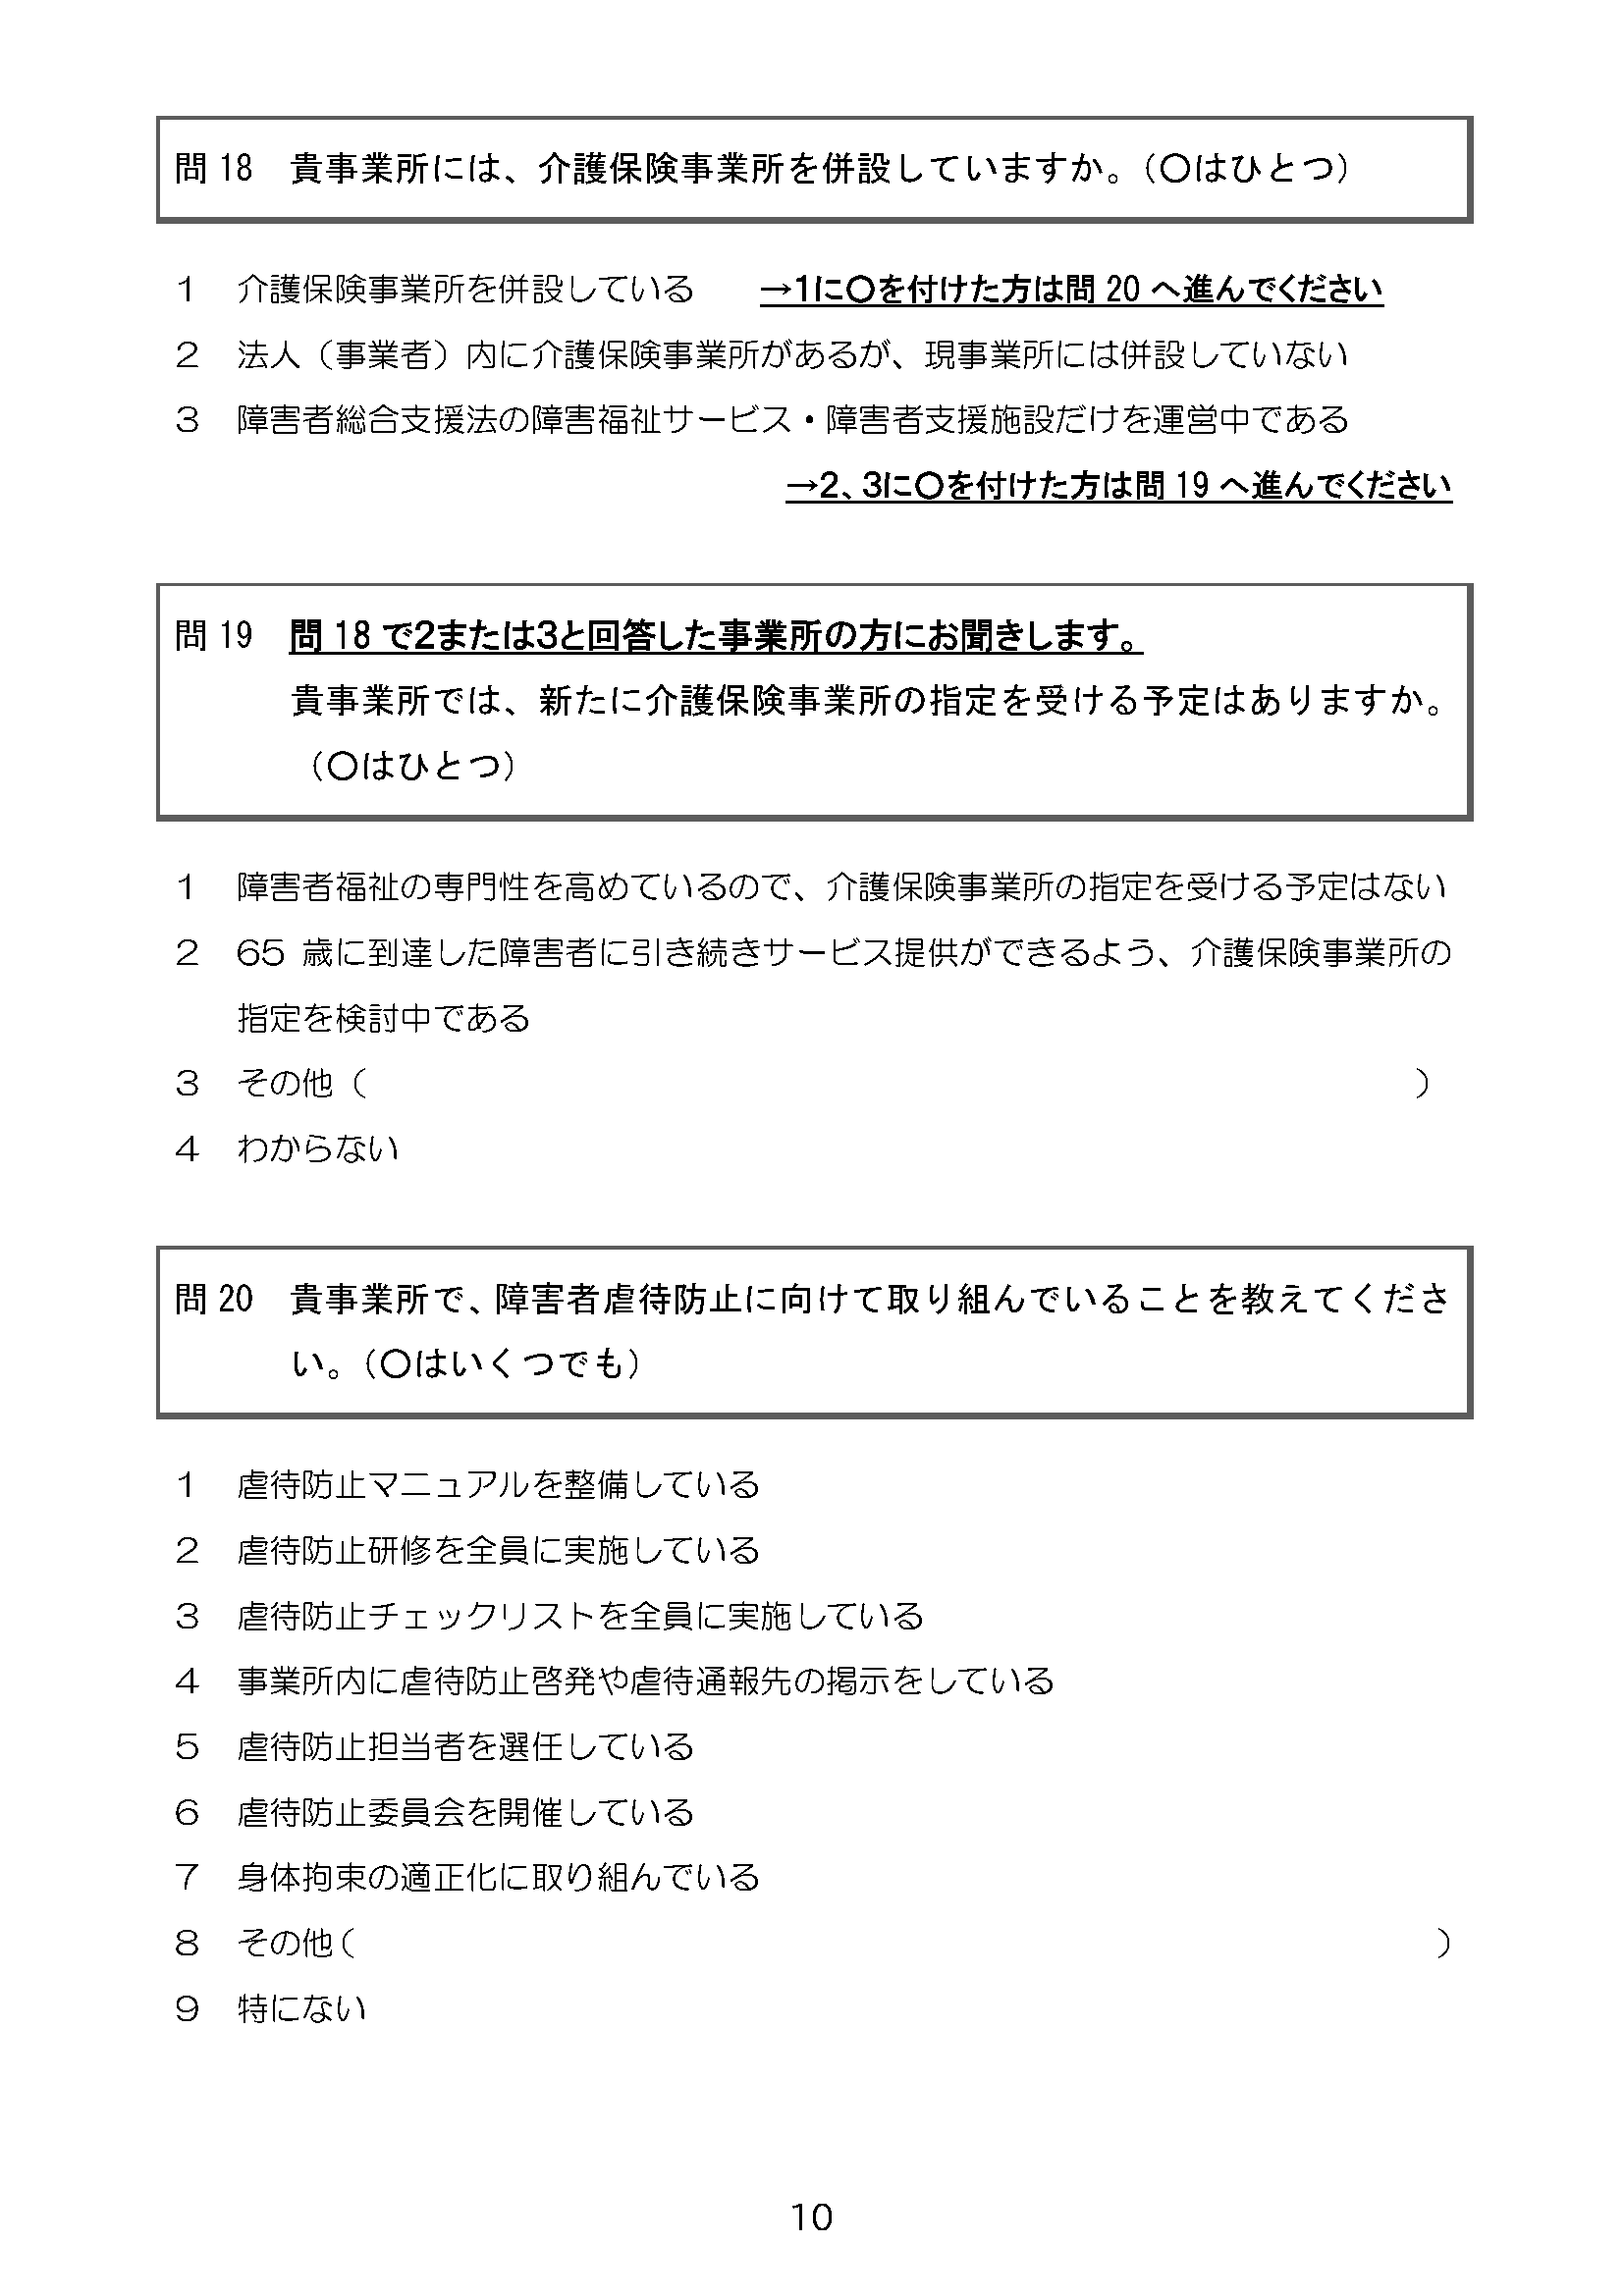 問 18　貴事業所には、介護保険事業所を併設していますか。（〇はひとつ）
１　介護保険事業所を併設している　　→１に〇を付けた方は問 20 へ進んでください
２　法人（事業者）内に介護保険事業所があるが、現事業所には併設していない
３　障害者総合支援法の障害福祉サービス・障害者支援施設だけを運営中である
→２、３に〇を付けた方は問 19 へ進んでください
問 19　問 18 で２または３と回答した事業所の方にお聞きします。
貴事業所では、新たに介護保険事業所の指定を受ける予定はありますか。
（〇はひとつ）
１　障害者福祉の専門性を高めているので、介護保険事業所の指定を受ける予定はない
２　65 歳に到達した障害者に引き続きサービス提供ができるよう、介護保険事業所の
指定を検討中である
３　その他（　　　　　　　　　　　　　　　　　　　　　　　　　　　　　　　　）
４　わからない
問 20　貴事業所で、障害者虐待防止に向けて取り組んでいることを教えてくださ
い。（〇はいくつでも）
１　虐待防止マニュアルを整備している
２　虐待防止研修を全員に実施している
３　虐待防止チェックリストを全員に実施している
４　事業所内に虐待防止啓発や虐待通報先の掲示をしている
５　虐待防止担当者を選任している
６　虐待防止委員会を開催している
７　身体拘束の適正化に取り組んでいる
８　その他（　　　　　　　　　　　　　　　　　　　　　　　　　　　　　　　　　）
９　特にない
10